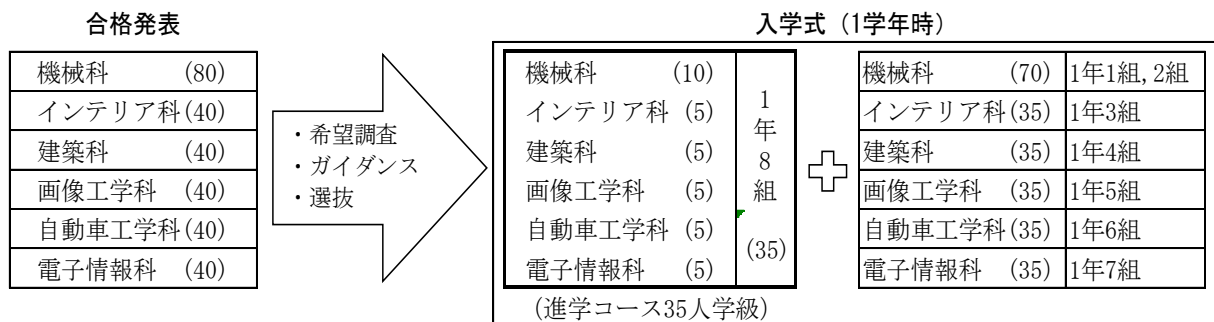 合格発表
機械科 (80)
インテリア科(40)
建築科 (40)
画像工学科 (40)
自動車工学科(40)
電子情報科 (40)
・希望調査
・ガイダンス
・選抜
入学式（1学年時）
機械科 (10)
インテリア科 (5)
建築科 (5)
画像工学科 (5)
自動車工学科 (5)
電子情報科 (5)
1年8組
(35)
(進学コース35人学級)
機械科 (70) 1年1組,2組
インテリア科(35) 1年3組
建築科 (35) 1年4組
画像工学科 (35) 1年5組
自動車工学科(35) 1年6組
電子情報科 (35) 1年7組